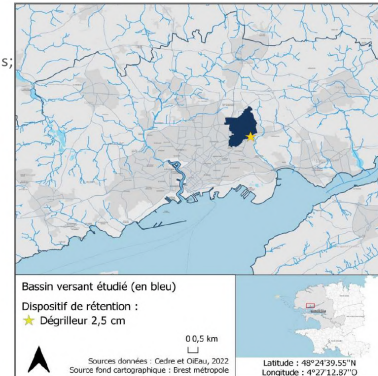 s;
Bassin versant étudié (en bleu)
Dispositif de rétention :
Dégrilleur 2,5 cm
0 0,5 km
Sources données : Cedre et OiEau, 2022
Source fond cartographique : Brest métropole
Latitude : 48°24'39.55"N
Longitude : 4°27'12.87"O